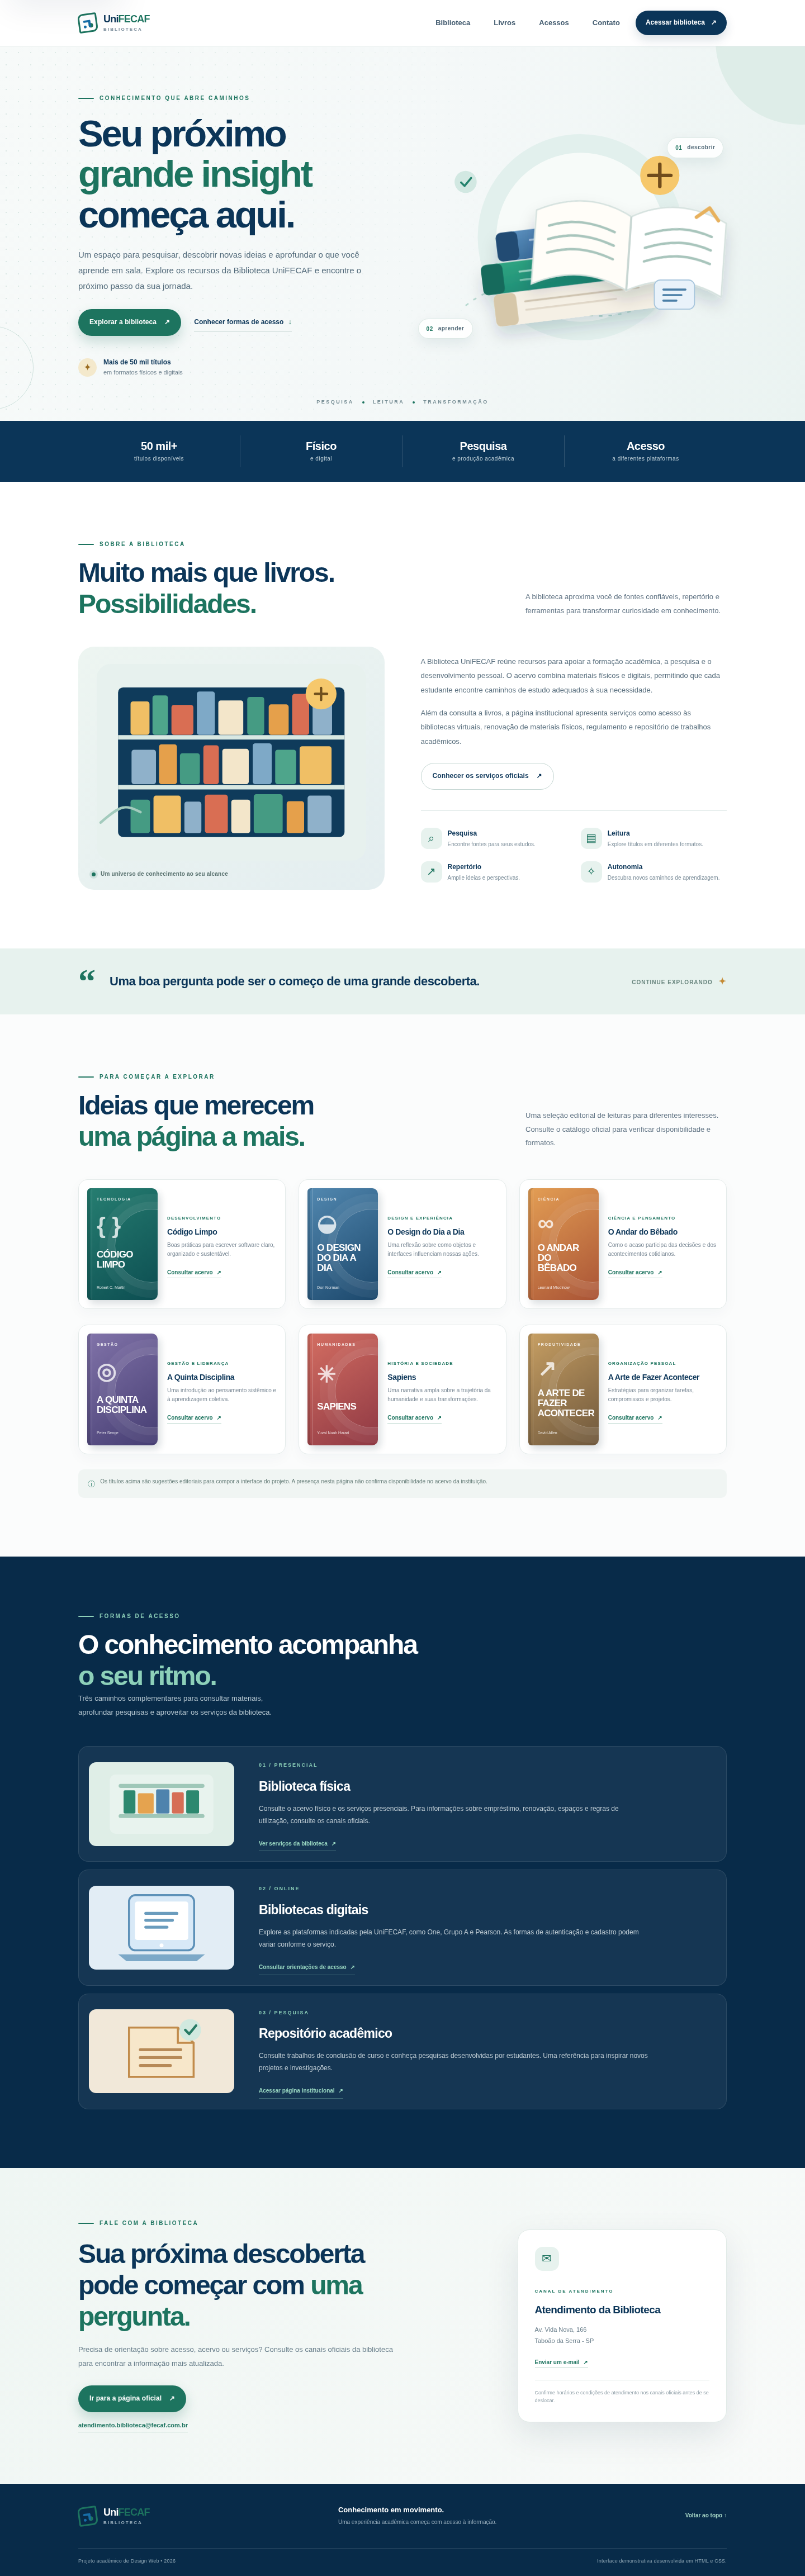 UniFECAF
BIBLIOTECA
Biblioteca
Livros
Acessos
Contato
Acessar biblioteca ↗
CONHECIMENTO QUE ABRE CAMINHOS
Seu próximo
grande insight
começa aqui.
Um espaço para pesquisar, descobrir novas ideias e aprofundar o que você
aprende em sala. Explore os recursos da Biblioteca UniFECAF e encontre o
próximo passo da sua jornada.
Explorar a biblioteca ↗
Conhecer formas de acesso ↓
Mais de 50 mil títulos
em formatos físicos e digitais
01 descobrir
02 aprender
PESQUISA • LEITURA • TRANSFORMAÇÃO
50 mil+
títulos disponíveis
Físico
e digital
Pesquisa
e produção acadêmica
Acesso
a diferentes plataformas
SOBRE A BIBLIOTECA
Muito mais que livros.
Possibilidades.
A biblioteca aproxima você de fontes confiáveis, repertório e
ferramentas para transformar curiosidade em conhecimento.
Um universo de conhecimento ao seu alcance
A Biblioteca UniFECAF reúne recursos para apoiar a formação acadêmica, a pesquisa e o
desenvolvimento pessoal. O acervo combina materiais físicos e digitais, permitindo que cada
estudante encontre caminhos de estudo adequados à sua necessidade.
Além da consulta a livros, a página institucional apresenta serviços como acesso às
bibliotecas virtuais, renovação de materiais físicos, regulamento e repositório de trabalhos
acadêmicos.
Conhecer os serviços oficiais ↗
Pesquisa
Encontre fontes para seus estudos.
Leitura
Explore títulos em diferentes formatos.
Repertório
Amplie ideias e perspectivas.
Autonomia
Descubra novos caminhos de aprendizagem.
“
Uma boa pergunta pode ser o começo de uma grande descoberta.
CONTINUE EXPLORANDO
PARA COMEÇAR A EXPLORAR
Ideias que merecem
uma página a mais.
Uma seleção editorial de leituras para diferentes interesses.
Consulte o catálogo oficial para verificar disponibilidade e
formatos.
TECNOLOGIA
{ }
CÓDIGO
LIMPO
Robert C. Martin
DESENVOLVIMENTO
Código Limpo
Boas práticas para escrever software claro,
organizado e sustentável.
Consultar acervo ↗
DESIGN
O DESIGN
DO DIA A
DIA
Don Norman
DESIGN E EXPERIÊNCIA
O Design do Dia a Dia
Uma reflexão sobre como objetos e
interfaces influenciam nossas ações.
Consultar acervo ↗
CIÊNCIA
∞
O ANDAR
DO
BÊBADO
Leonard Mlodinow
CIÊNCIA E PENSAMENTO
O Andar do Bêbado
Como o acaso participa das decisões e dos
acontecimentos cotidianos.
Consultar acervo ↗
GESTÃO
A QUINTA
DISCIPLINA
Peter Senge
GESTÃO E LIDERANÇA
A Quinta Disciplina
Uma introdução ao pensamento sistêmico e
à aprendizagem coletiva.
Consultar acervo ↗
HUMANIDADES
SAPIENS
Yuval Noah Harari
HISTÓRIA E SOCIEDADE
Sapiens
Uma narrativa ampla sobre a trajetória da
humanidade e suas transformações.
Consultar acervo ↗
PRODUTIVIDADE
↗
A ARTE DE
FAZER
ACONTECER
David Allen
ORGANIZAÇÃO PESSOAL
A Arte de Fazer Acontecer
Estratégias para organizar tarefas,
compromissos e projetos.
Consultar acervo ↗
Os títulos acima são sugestões editoriais para compor a interface do projeto. A presença nesta página não confirma disponibilidade no acervo da instituição.
FORMAS DE ACESSO
O conhecimento acompanha
o seu ritmo.
Três caminhos complementares para consultar materiais,
aprofundar pesquisas e aproveitar os serviços da biblioteca.
01 / PRESENCIAL
Biblioteca física
Consulte o acervo físico e os serviços presenciais. Para informações sobre empréstimo, renovação, espaços e regras de
utilização, consulte os canais oficiais.
Ver serviços da biblioteca ↗
02 / ONLINE
Bibliotecas digitais
Explore as plataformas indicadas pela UniFECAF, como One, Grupo A e Pearson. As formas de autenticação e cadastro podem
variar conforme o serviço.
Consultar orientações de acesso ↗
03 / PESQUISA
Repositório acadêmico
Consulte trabalhos de conclusão de curso e conheça pesquisas desenvolvidas por estudantes. Uma referência para inspirar novos
projetos e investigações.
Acessar página institucional ↗
FALE COM A BIBLIOTECA
Sua próxima descoberta
pode começar com uma
pergunta.
Precisa de orientação sobre acesso, acervo ou serviços? Consulte os canais oficiais da biblioteca
para encontrar a informação mais atualizada.
Ir para a página oficial ↗
atendimento.biblioteca@fecaf.com.br
CANAL DE ATENDIMENTO
Atendimento da Biblioteca
Av. Vida Nova, 166
Taboão da Serra - SP
Enviar um e-mail ↗
Confirme horários e condições de atendimento nos canais oficiais antes de se
deslocar.
UniFECAF
BIBLIOTECA
Conhecimento em movimento.
Uma experiência acadêmica começa com acesso à informação.
Voltar ao topo ↑
Projeto acadêmico de Design Web • 2026
Interface demonstrativa desenvolvida em HTML e CSS.